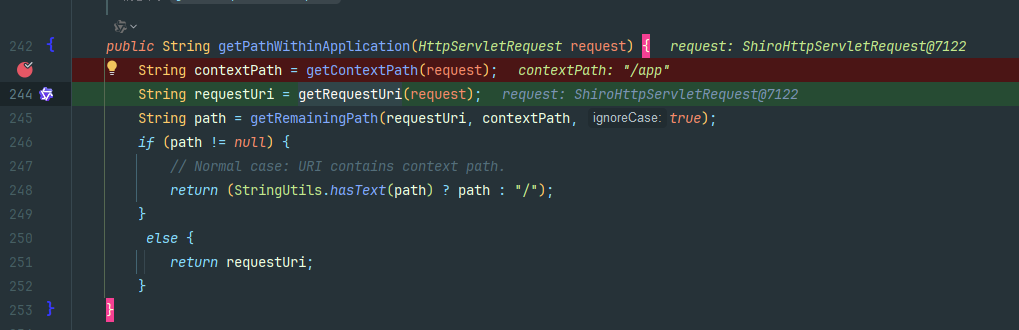 242 { public String getPathWithinApplication(HttpServletRequest request) { request: ShiroHttpServletRequest@7122
String contextPath = getContextPath(request); contextPath: "/app"
244 String requestUri = getRequestUri(request); request: ShiroHttpServletRequest@7122
245 String path = getRemainingPath(requestUri, contextPath, ignoreCase: true);
246 if (path != null) {
247 // Normal case: URI contains context path.
248 return (StringUtils.hasText(path) ? path : "/");
249 }
250 else {
251 return requestUri;
252 }
253 } }